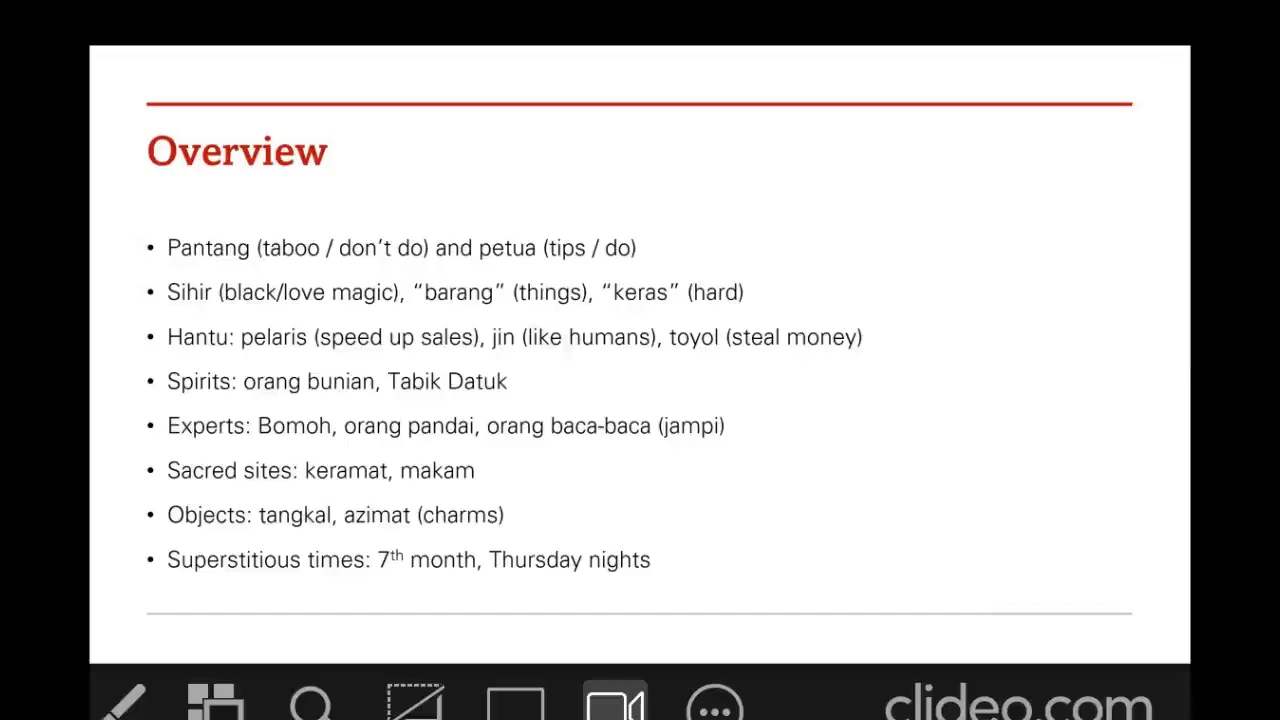 Overview
• Pantang (taboo / don’t do) and petua (tips / do)
• Sihir (black/love magic), “barang” (things), “keras” (hard)
• Hantu: pelaris (speed up sales), jin (like humans), toyol (steal money)
• Spirits: orang bunian, Tabik Datuk
• Experts: Bomoh, orang pandai, orang baca-baca (jampi)
• Sacred sites: keramat, makam
• Objects: tangkal, azimat (charms)
• Superstitious times: 7th month, Thursday nights
clideo.com